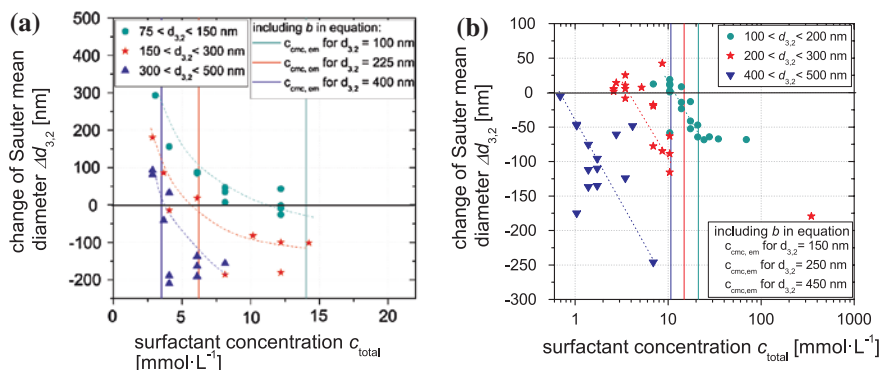 (a)
75 < d3,2 < 150 nm
150 < d3,2 < 300 nm
300 < d3,2 < 500 nm
including b in equation:
ccmc, em for d3,2 = 100 nm
ccmc, em for d3,2 = 225 nm
ccmc, em for d3,2 = 400 nm
change of Sauter mean
diameter Δd3,2 [nm]
500
400
300
200
100
0
-100
-200
0
5
10
15
20
surfactant concentration ctotal
[mmol·L-1]
(b)
100 < d3,2 < 200 nm
200 < d3,2 < 300 nm
400 < d3,2 < 500 nm
including b in equation
ccmc,em for d3,2 = 150 nm
ccmc,em for d3,2 = 250 nm
ccmc,em for d3,2 = 450 nm
change of Sauter mean
diameter Δd3,2 [nm]
100
50
0
-50
-100
-150
-200
-250
-300
1
10
100
1000
surfactant concentration ctotal [mmol·L-1]